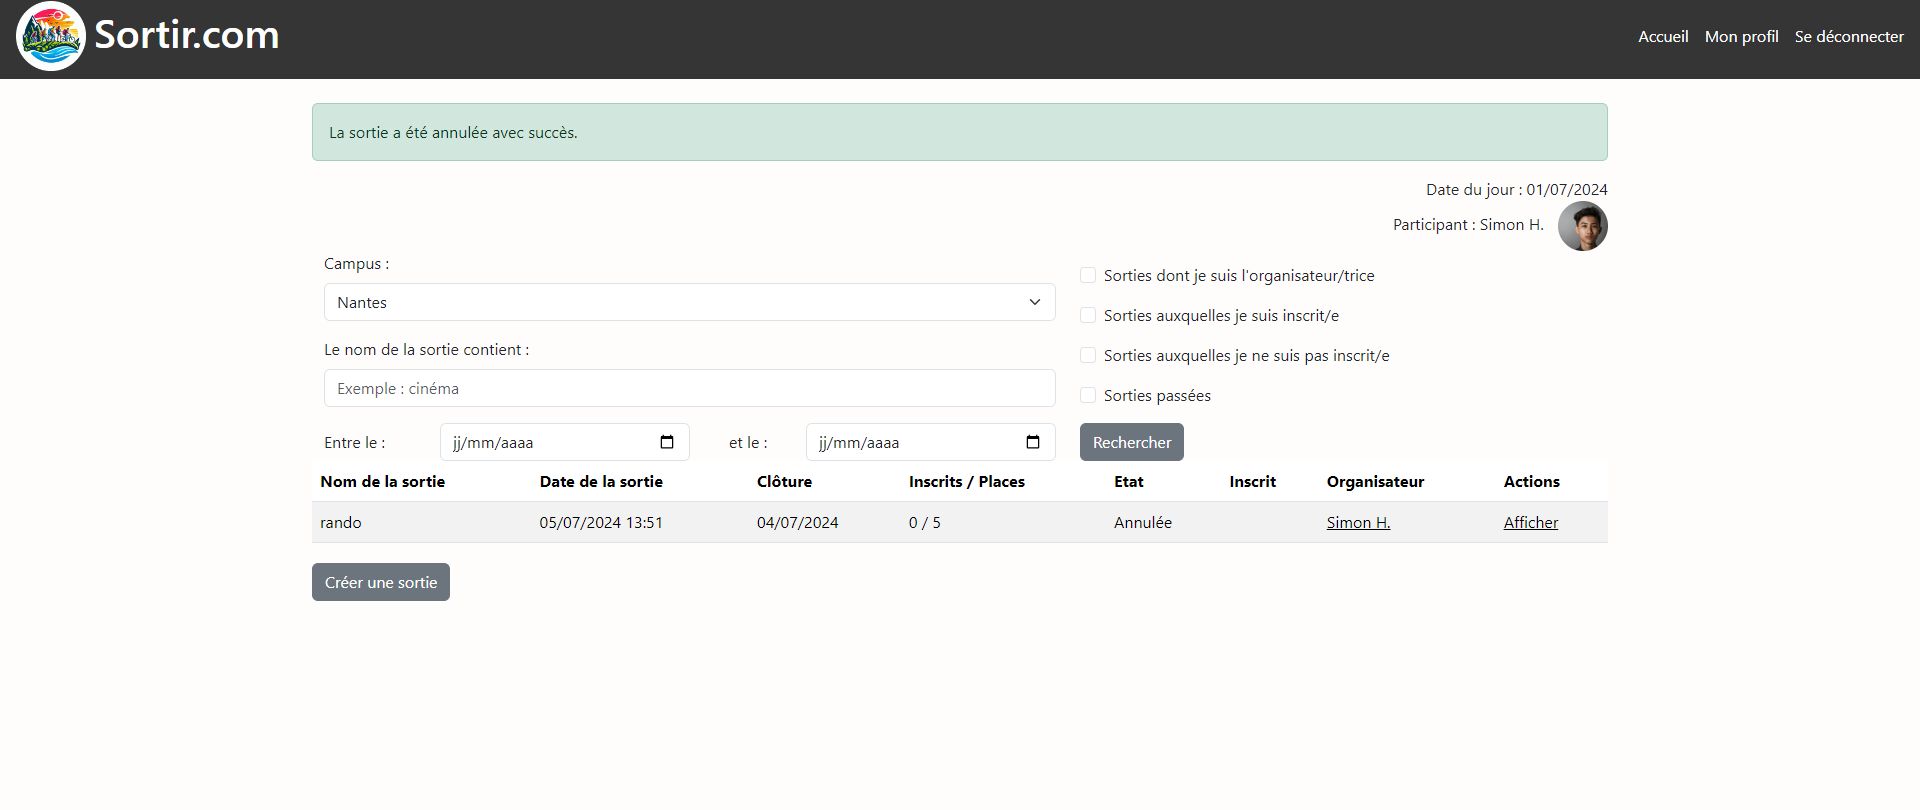 Sortir.com
Accueil Mon profil Se déconnecter
La sortie a été annulée avec succès.
Date du jour : 01/07/2024
Participant : Simon H.
Campus :
Nantes
Le nom de la sortie contient :
Exemple : cinéma
Entre le : jj/mm/aaaa et le : jj/mm/aaaa
Sorties dont je suis l'organisateur/trice
Sorties auxquelles je suis inscrit/e
Sorties auxquelles je ne suis pas inscrit/e
Sorties passées
Rechercher
Nom de la sortie Date de la sortie Clôture Inscrits / Places Etat Inscrit Organisateur Actions
rando 05/07/2024 13:51 04/07/2024 0 / 5 Annulée Simon H. Afficher
Créer une sortie